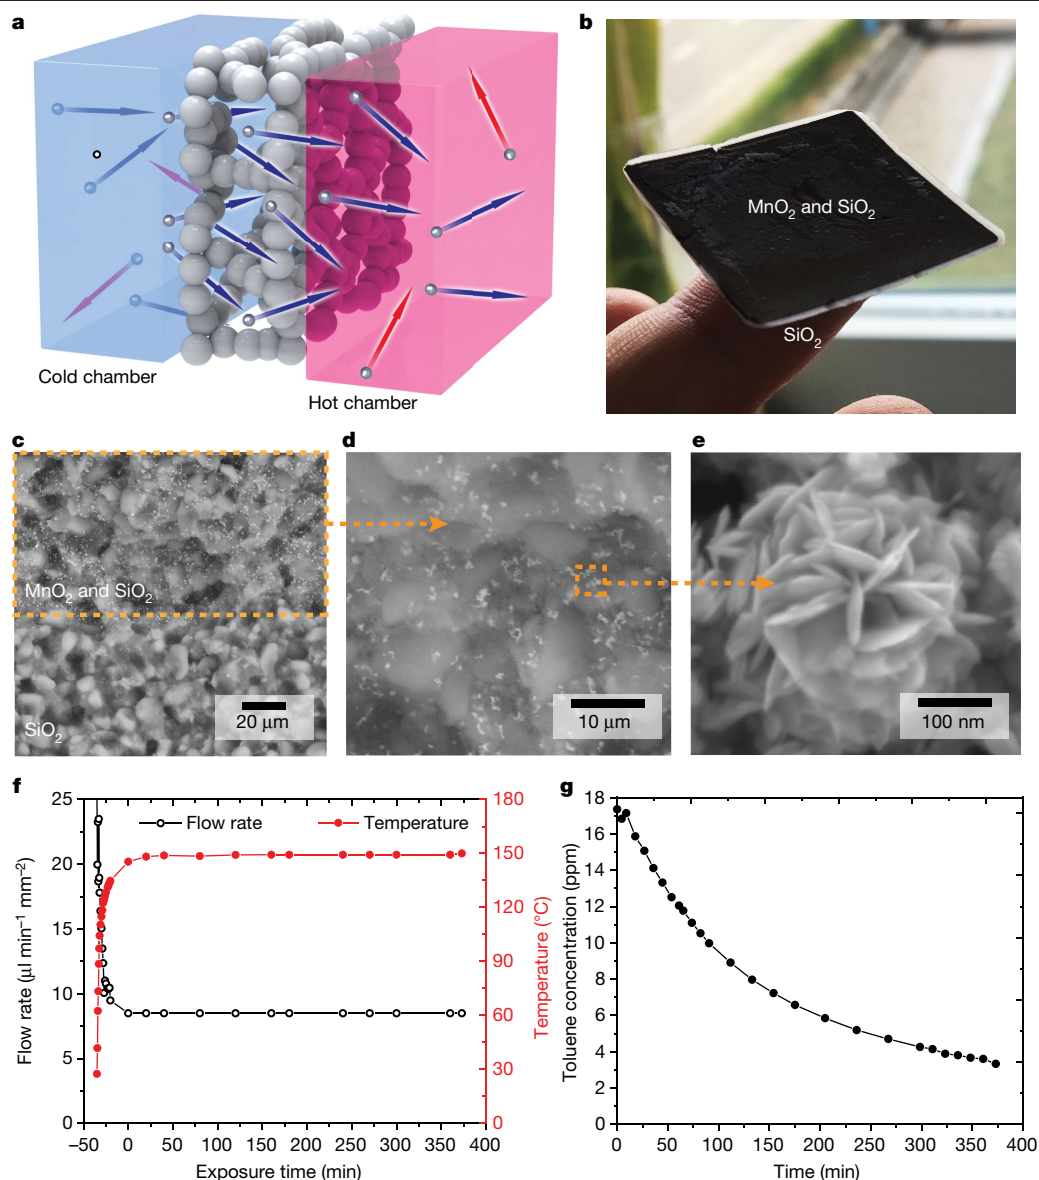 a
Cold chamber
Hot chamber
b
MnO₂ and SiO₂
SiO₂
c
MnO₂ and SiO₂
SiO₂
20 μm
d
10 μm
e
100 nm
f
Flow rate (μl min⁻¹ mm⁻²)
25
20
15
10
5
0
Flow rate
Temperature
180
150
120
90
60
30
0
Temperature (°C)
–50
–25
0
50
100
150
200
250
300
350
400
Exposure time (min)
g
Toluene concentration (ppm)
18
16
14
12
10
8
6
4
2
0
0
50
100
150
200
250
300
350
400
Time (min)